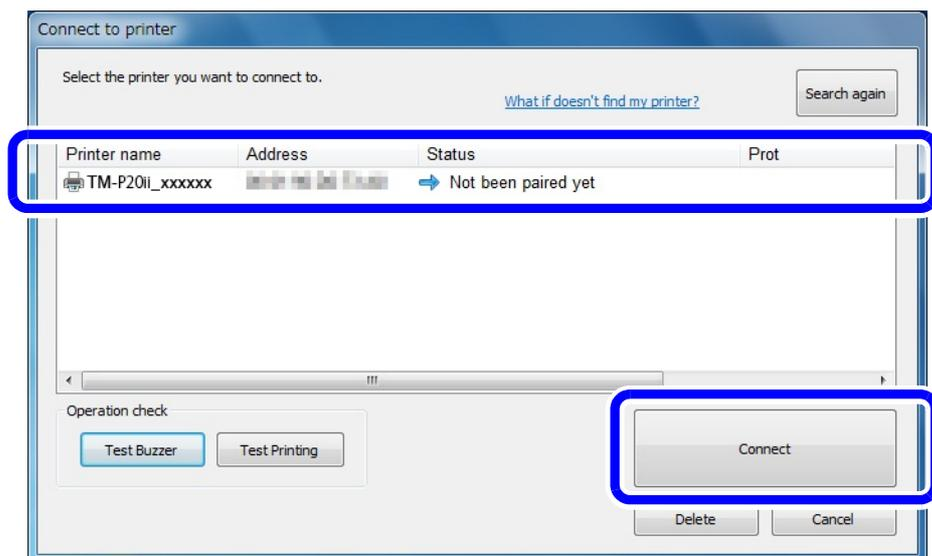 Connect to printer
Select the printer you want to connect to.
What if doesn't find my printer?
Search again
Printer name Address Status Prot
TM-P20ii_xxxxxx Not been paired yet
Operation check
Test Buzzer Test Printing
Connect
Delete Cancel